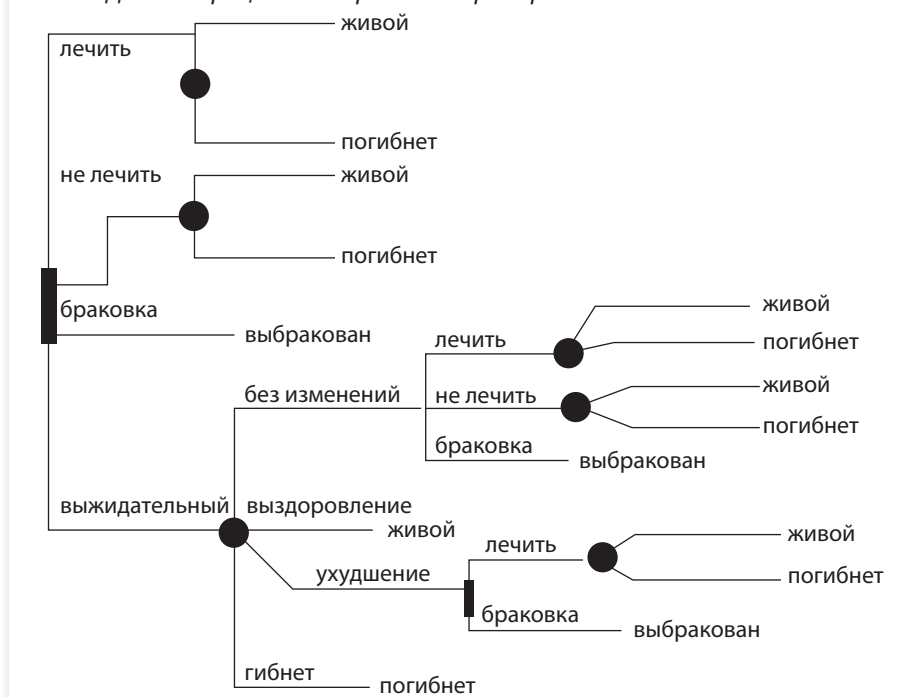 живой
лечить
погибнет
не лечить
живой
погибнет
браковка
выбракован
живой
лечить
погибнет
без изменений
не лечить
живой
погибнет
браковка
выбракован
выжидательный
выздоровление
живой
лечить
живой
ухудшение
погибнет
браковка
выбракован
гибнет
погибнет